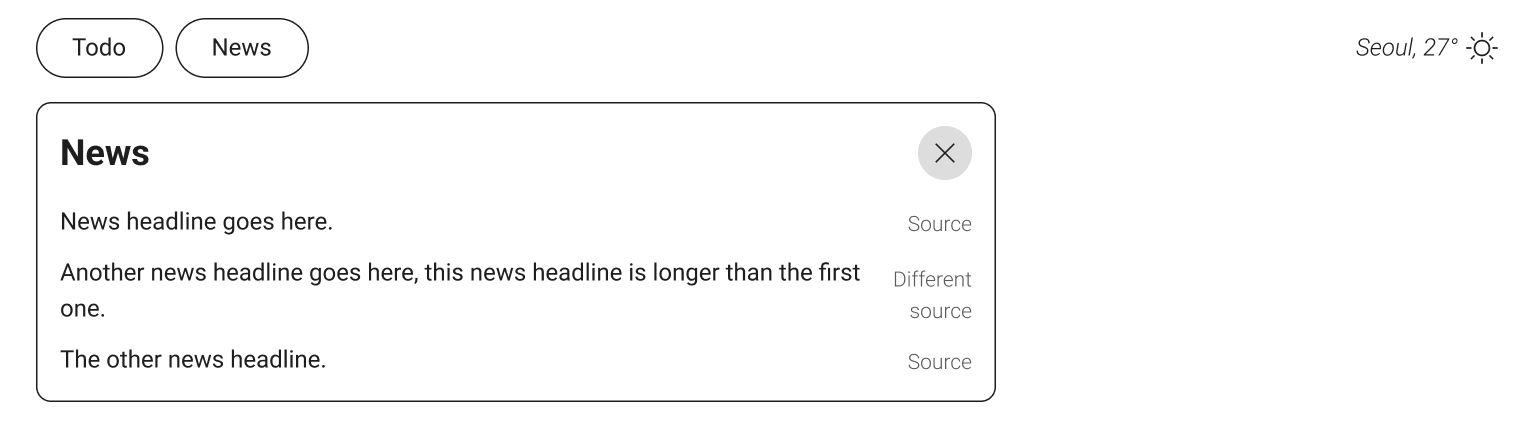 Todo
News
Seoul, 27°
News
News headline goes here.
Source
Another news headline goes here, this news headline is longer than the first
one.
Different
source
The other news headline.
Source